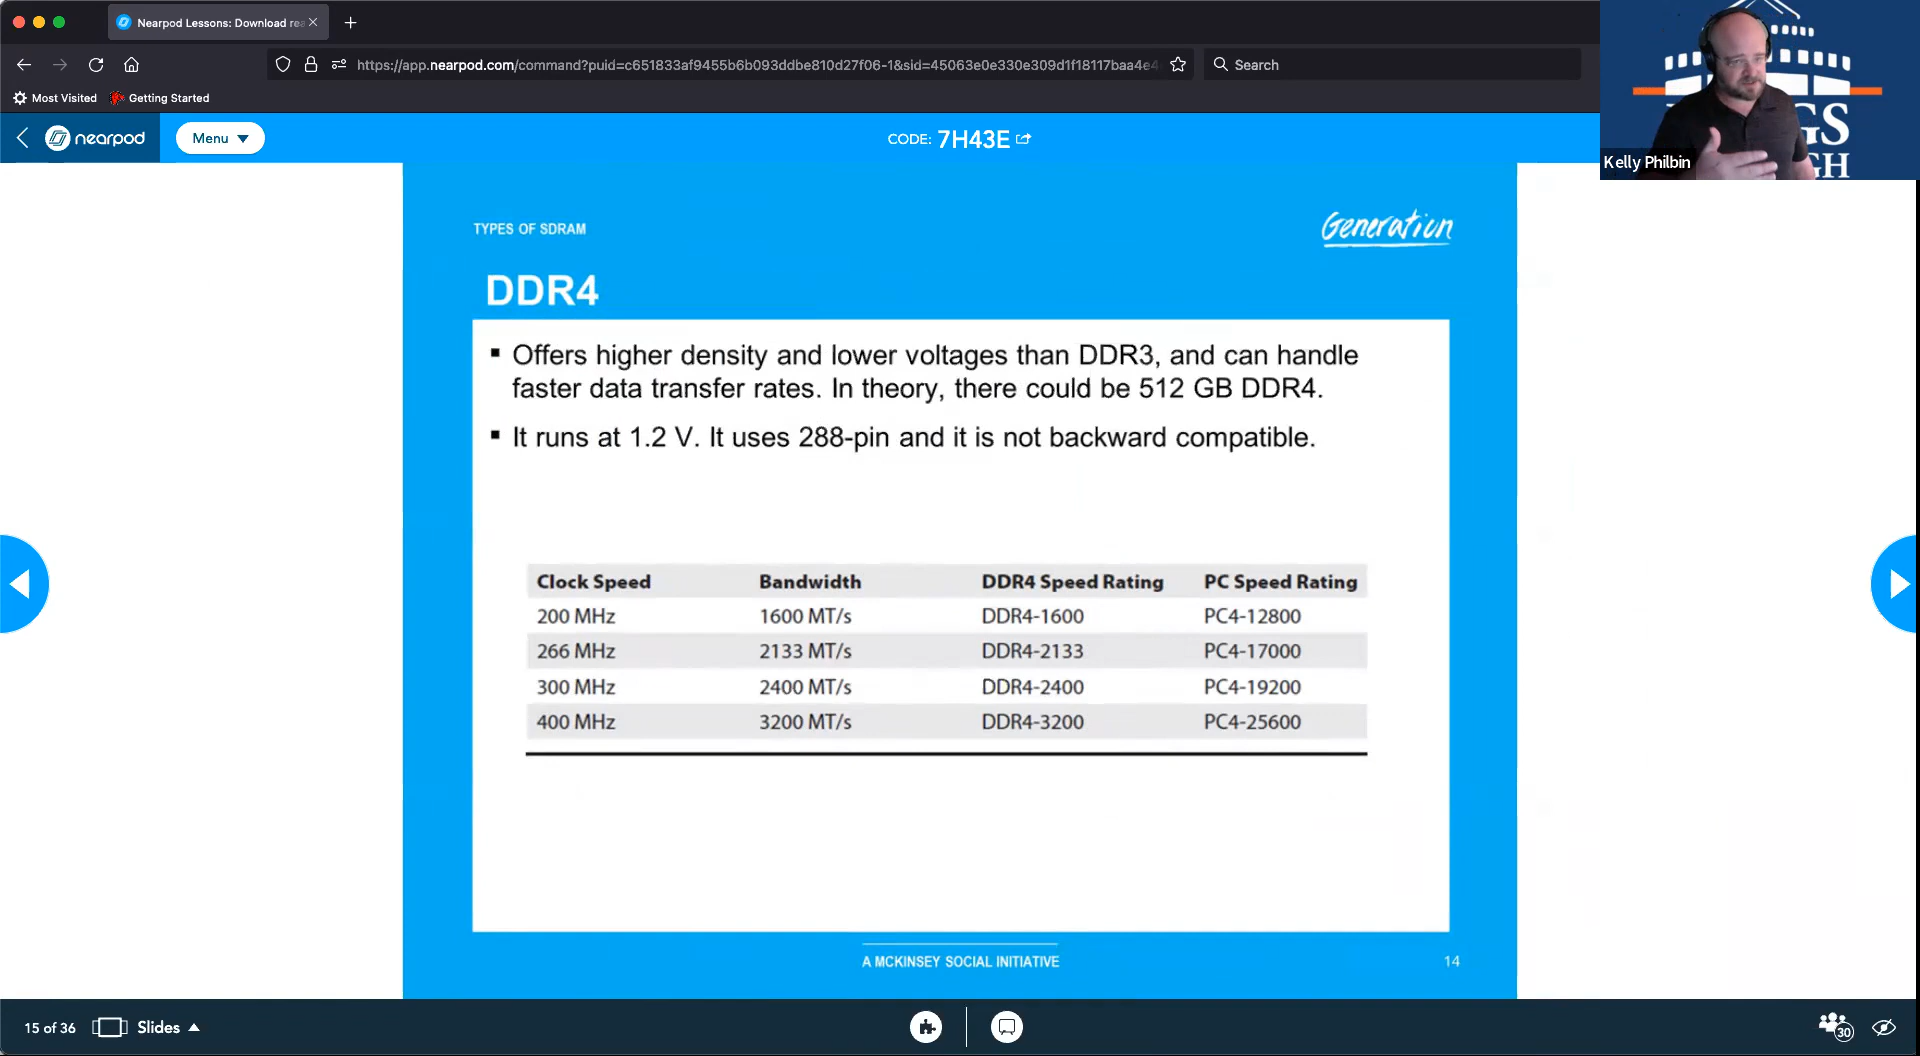 Nearpod Lessons: Download rea
https://app.nearpod.com/command?puid=c651833af9455b6b093ddbe810d27f06-1&sid=45063e0e330e309d1f18117baa4e4
Search
Most Visited
Getting Started
nearpod
Menu
CODE: 7H43E
GS
GH
Kelly Philbin
TYPES OF SDRAM
Generation
DDR4
▪ Offers higher density and lower voltages than DDR3, and can handle
faster data transfer rates. In theory, there could be 512 GB DDR4.
▪ It runs at 1.2 V. It uses 288-pin and it is not backward compatible.
Clock Speed Bandwidth DDR4 Speed Rating PC Speed Rating
200 MHz 1600 MT/s DDR4-1600 PC4-12800
266 MHz 2133 MT/s DDR4-2133 PC4-17000
300 MHz 2400 MT/s DDR4-2400 PC4-19200
400 MHz 3200 MT/s DDR4-3200 PC4-25600
A MCKINSEY SOCIAL INITIATIVE
14
15 of 36
Slides
30